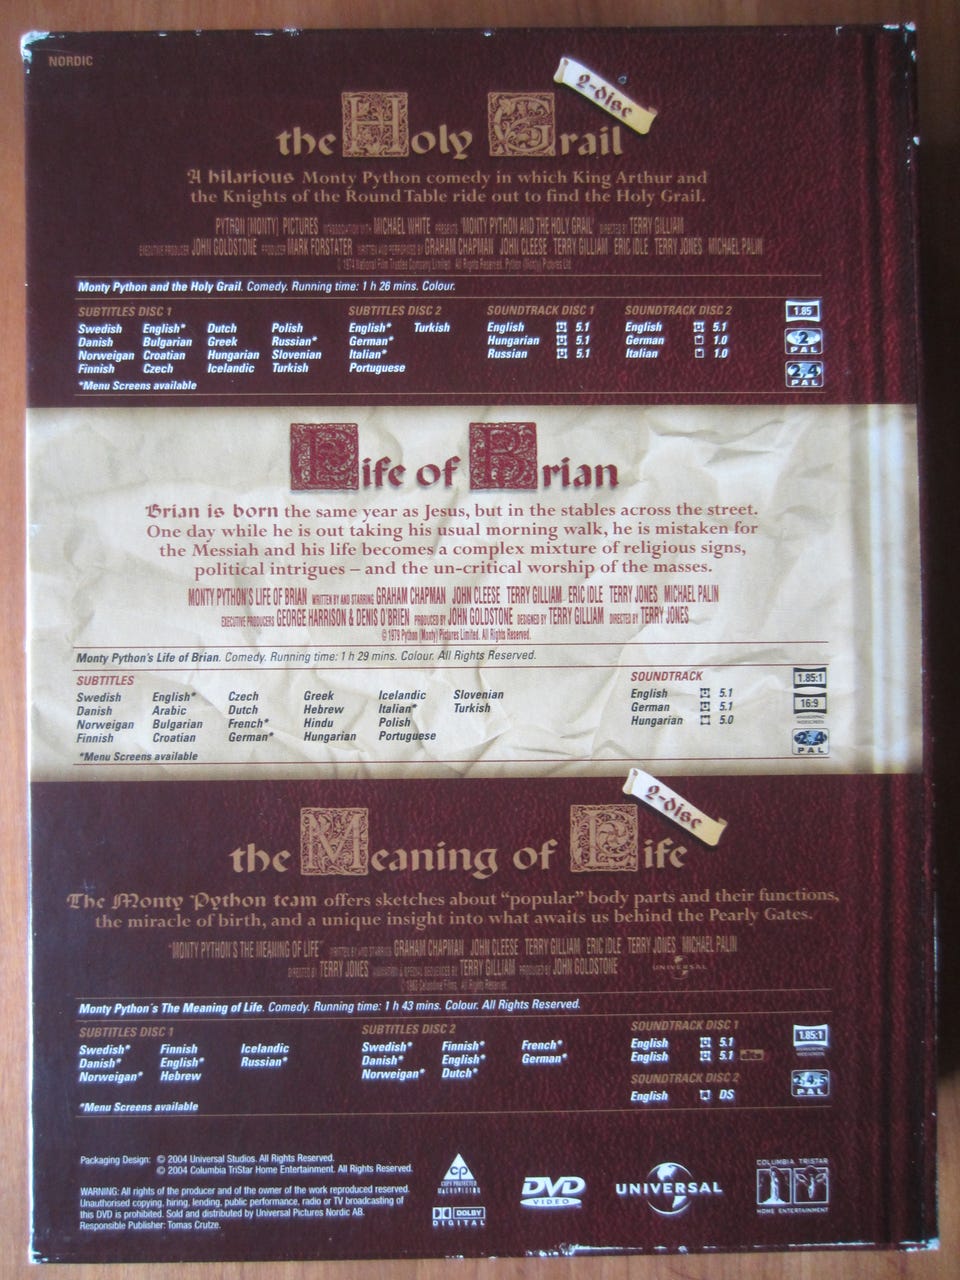 NORDIC
2-disc
the Holy Grail
A hilarious Monty Python comedy in which King Arthur and
the Knights of the Round Table ride out to find the Holy Grail.
PYTHON (MONTY) PICTURES IN ASSOCIATION WITH MICHAEL WHITE PRESENTS 'MONTY PYTHON AND THE HOLY GRAIL' DIRECTED BY TERRY GILLIAM
EXECUTIVE PRODUCER JOHN GOLDSTONE PRODUCER MARK FORSTATER WRITTEN AND PERFORMED BY GRAHAM CHAPMAN JOHN CLEESE TERRY GILLIAM ERIC IDLE TERRY JONES MICHAEL PALIN
© 1974 National Film Trustee Company Limited. All Rights Reserved. Python (Monty) Pictures Ltd
Monty Python and the Holy Grail. Comedy. Running time: 1 h 26 mins. Colour.
SUBTITLES DISC 1 SUBTITLES DISC 2 SOUNDTRACK DISC 1 SOUNDTRACK DISC 2
Swedish English* Dutch Polish English* Turkish English 5.1 English 5.1
Danish Bulgarian Greek Russian* German* Hungarian 5.1 German 1.0
Norweigan Croatian Hungarian Slovenian Italian* Russian 5.1 Italian 1.0
Finnish Czech Icelandic Turkish Portuguese
*Menu Screens available
1.85
2
PAL
2,4
PAL
Life of Brian
Brian is born the same year as Jesus, but in the stables across the street.
One day while he is out taking his usual morning walk, he is mistaken for
the Messiah and his life becomes a complex mixture of religious signs,
political intrigues – and the un-critical worship of the masses.
MONTY PYTHON'S LIFE OF BRIAN WRITTEN BY AND STARRING GRAHAM CHAPMAN JOHN CLEESE TERRY GILLIAM ERIC IDLE TERRY JONES MICHAEL PALIN
EXECUTIVE PRODUCERS GEORGE HARRISON & DENIS O'BRIEN PRODUCED BY JOHN GOLDSTONE DESIGNED BY TERRY GILLIAM DIRECTED BY TERRY JONES
© 1979 Python (Monty) Pictures Limited. All Rights Reserved.
Monty Python's Life of Brian. Comedy. Running time: 1 h 29 mins. Colour. All Rights Reserved.
SUBTITLES SOUNDTRACK
Swedish English* Czech Greek Icelandic Slovenian English 5.1
Danish Arabic Dutch Hebrew Italian* Turkish German 5.1
Norweigan Bulgarian French* Hindu Polish Hungarian 5.0
Finnish Croatian German* Hungarian Portuguese
*Menu Screens available
1.85:1
16:9
ANAMORPHIC
WIDESCREEN
2,4
PAL
2-disc
the Meaning of Life
The Monty Python team offers sketches about "popular" body parts and their functions,
the miracle of birth, and a unique insight into what awaits us behind the Pearly Gates.
"MONTY PYTHON'S THE MEANING OF LIFE" WRITTEN BY AND STARRING GRAHAM CHAPMAN JOHN CLEESE TERRY GILLIAM ERIC IDLE TERRY JONES MICHAEL PALIN
DIRECTED BY TERRY JONES ANIMATION & SPECIAL SEQUENCES BY TERRY GILLIAM PRODUCED BY JOHN GOLDSTONE UNIVERSAL
© 1983 Celandine Films. All Rights Reserved.
Monty Python´s The Meaning of Life. Comedy. Running time: 1 h 43 mins. Colour. All Rights Reserved.
SUBTITLES DISC 1 SUBTITLES DISC 2 SOUNDTRACK DISC 1
Swedish* Finnish Icelandic Swedish* Finnish* French* English 5.1
Danish* English* Russian* Danish* English* German* English 5.1 dts
Norweigan* Hebrew Norweigan* Dutch*
SOUNDTRACK DISC 2
English DS
*Menu Screens available
1.85:1
ANAMORPHIC
WIDESCREEN
PAL
Packaging Design: © 2004 Universal Studios. All Rights Reserved.
© 2004 Columbia TriStar Home Entertainment. All Rights Reserved.
WARNING: All rights of the producer and of the owner of the work reproduced reserved.
Unauthorised copying, hiring, lending, public performance, radio or TV broadcasting of
this DVD is prohibited. Sold and distributed by Universal Pictures Nordic AB.
Responsible Publisher: Tomas Crutze.
CP
COPY PROTECTED
MACROVISION
DOLBY
DIGITAL
DVD
VIDEO
UNIVERSAL
COLUMBIA TRISTAR
HOME ENTERTAINMENT